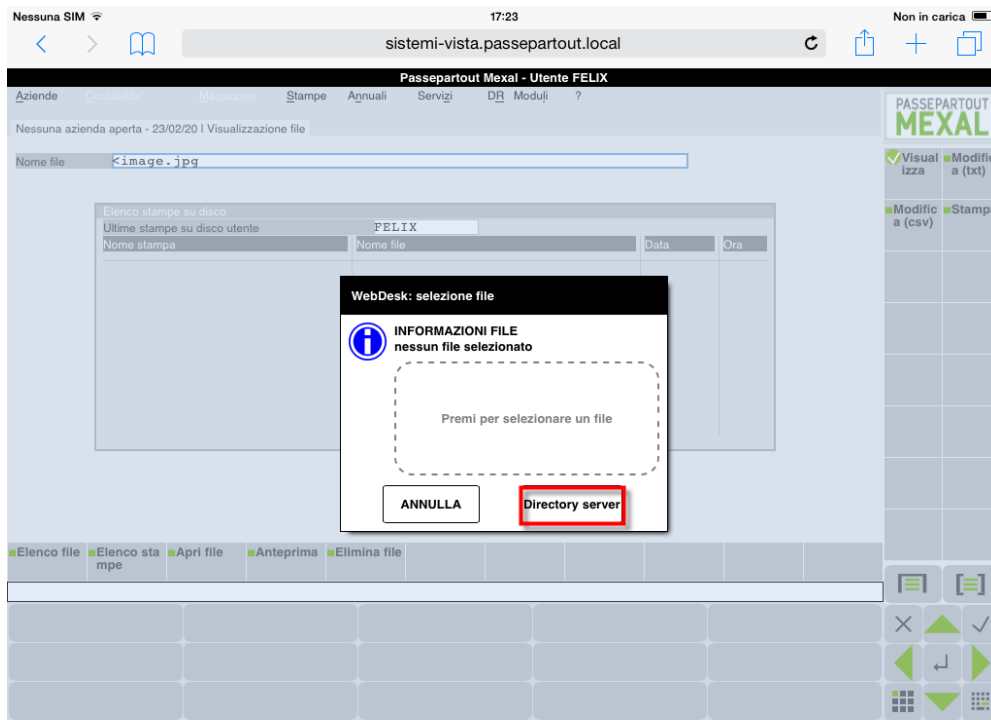 Nessuna SIM 17:23 Non in carica
sistemi-vista.passepartout.local
Passepartout Mexal - Utente FELIX
Aziende Contabilita' Magazzino Stampe Annuali Servizi DR Moduli ?
PASSEPARTOUT
MEXAL
Nessuna azienda aperta - 23/02/20 | Visualizzazione file
Nome file <image.jpg
Visual Modific
izza a (txt)
Modific Stamp
a (csv)
Elenco stampe su disco
Ultime stampe su disco utente FELIX
Nome stampa Nome file Data Ora
WebDesk: selezione file
INFORMAZIONI FILE
nessun file selezionato
Premi per selezionare un file
ANNULLA Directory server
Elenco file Elenco sta Apri file Anteprima Elimina file
mpe